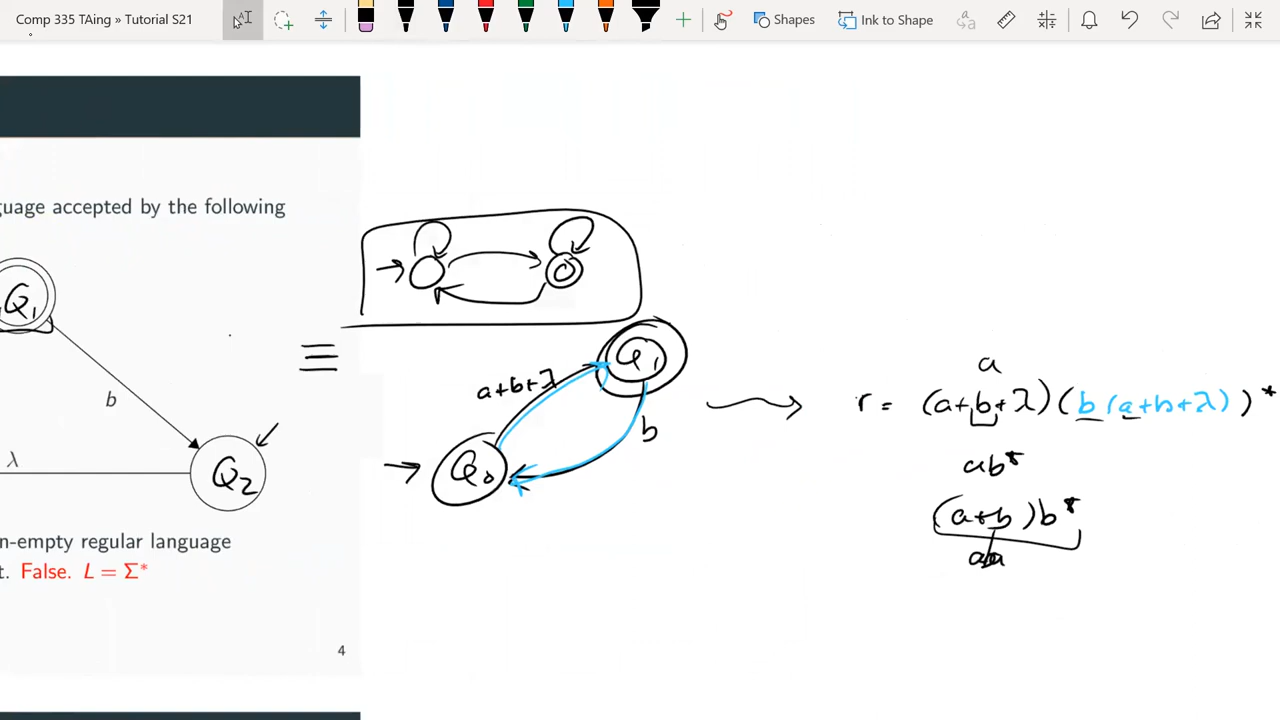 Comp 335 TAing » Tutorial S21
Shapes
Ink to Shape
guage accepted by the following
Q₁
b
λ
Q₂
n-empty regular language
t. False. L = Σ*
4
≡
a+b+λ
Q₁
b
Q₀
a
r = (a+b+λ)(b(a+b+λ))*
ab*
(a+b)b*